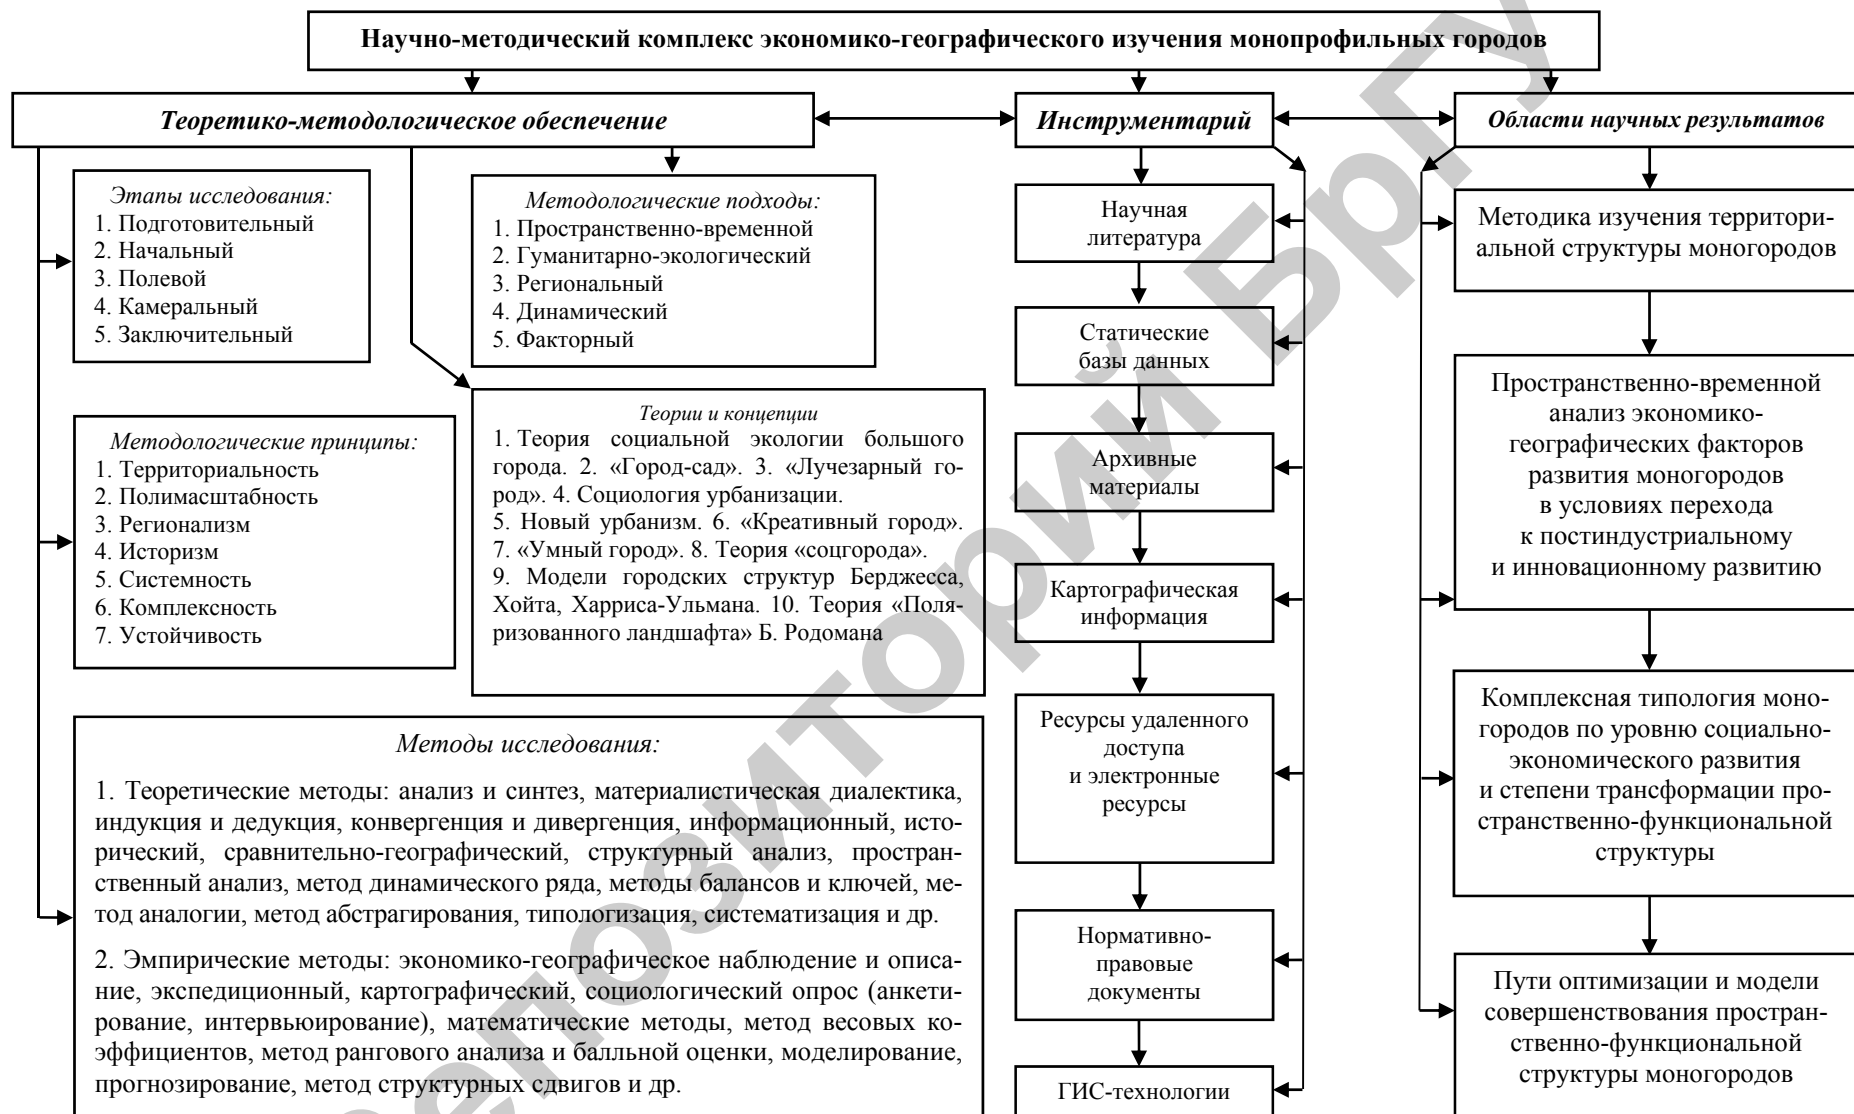 Научно-методический комплекс экономико-географического изучения монопрофильных городов
Теоретико-методологическое обеспечение
Инструментарий
Области научных результатов
Этапы исследования:
1. Подготовительный
2. Начальный
3. Полевой
4. Камеральный
5. Заключительный
Методологические подходы:
1. Пространственно-временной
2. Гуманитарно-экологический
3. Региональный
4. Динамический
5. Факторный
Методологические принципы:
1. Территориальность
2. Полимасштабность
3. Регионализм
4. Историзм
5. Системность
6. Комплексность
7. Устойчивость
Теории и концепции
1. Теория социальной экологии большого
города. 2. «Город-сад». 3. «Лучезарный го-
род». 4. Социология урбанизации.
5. Новый урбанизм. 6. «Креативный город».
7. «Умный город». 8. Теория «соцгорода».
9. Модели городских структур Берджесса,
Хойта, Харриса-Ульмана. 10. Теория «Поля-
ризованного ландшафта» Б. Родомана
Методы исследования:
1. Теоретические методы: анализ и синтез, материалистическая диалектика,
индукция и дедукция, конвергенция и дивергенция, информационный, исто-
рический, сравнительно-географический, структурный анализ, простран-
ственный анализ, метод динамического ряда, методы балансов и ключей, ме-
тод аналогии, метод абстрагирования, типологизация, систематизация и др.
2. Эмпирические методы: экономико-географическое наблюдение и описа-
ние, экспедиционный, картографический, социологический опрос (анкети-
рование, интервьюирование), математические методы, метод весовых ко-
эффициентов, метод рангового анализа и балльной оценки, моделирование,
прогнозирование, метод структурных сдвигов и др.
Научная
литература
Статические
базы данных
Архивные
материалы
Картографическая
информация
Ресурсы удаленного
доступа
и электронные
ресурсы
Нормативно-
правовые
документы
ГИС-технологии
Методика изучения территори-
альной структуры моногородов
Пространственно-временной
анализ экономико-
географических факторов
развития моногородов
в условиях перехода
к постиндустриальному
и инновационному развитию
Комплексная типология моно-
городов по уровню социально-
экономического развития
и степени трансформации про-
странственно-функциональной
структуры
Пути оптимизации и модели
совершенствования простран-
ственно-функциональной
структуры моногородов
Репозиторий БрГУ